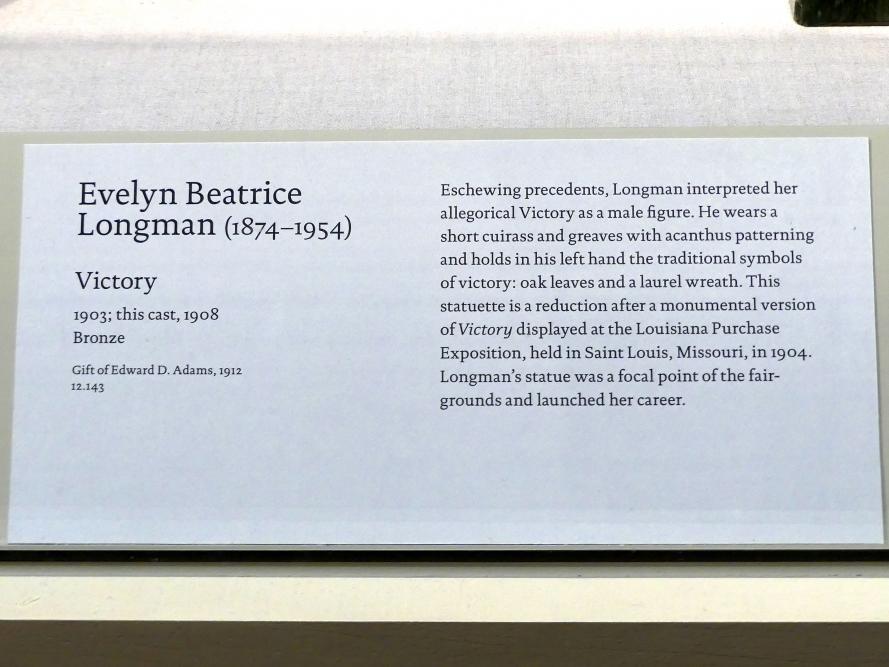 Evelyn Beatrice
Longman (1874–1954)
Victory
1903; this cast, 1908
Bronze
Gift of Edward D. Adams, 1912
12.143
Eschewing precedents, Longman interpreted her
allegorical Victory as a male figure. He wears a
short cuirass and greaves with acanthus patterning
and holds in his left hand the traditional symbols
of victory: oak leaves and a laurel wreath. This
statuette is a reduction after a monumental version
of Victory displayed at the Louisiana Purchase
Exposition, held in Saint Louis, Missouri, in 1904.
Longman’s statue was a focal point of the fair-
grounds and launched her career.